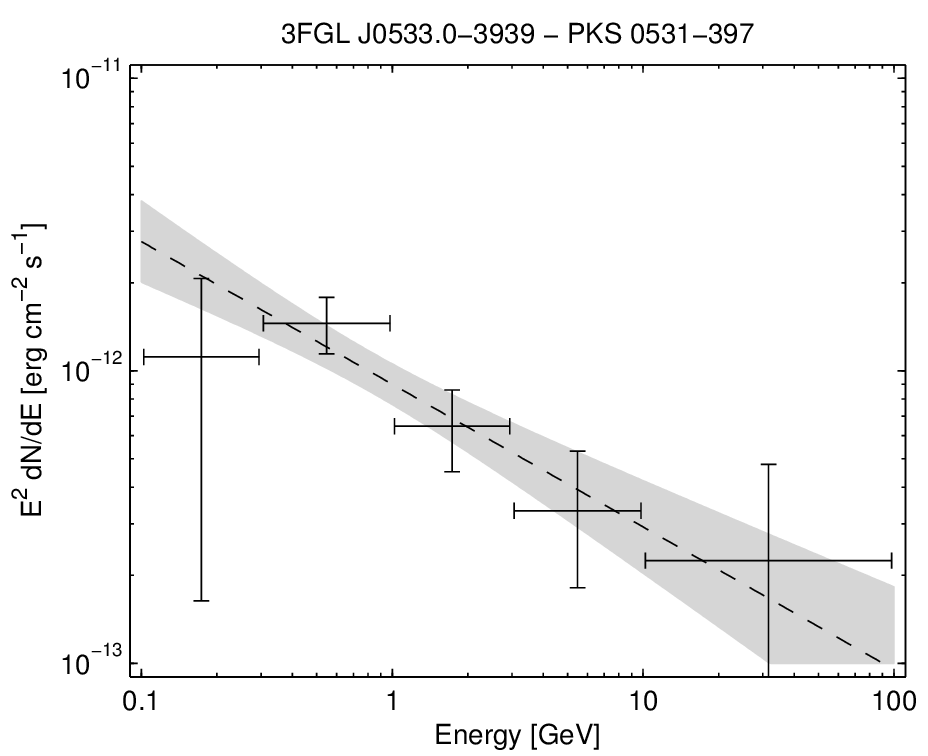 3FGL J0533.0−3939 − PKS 0531−397
10⁻¹¹
10⁻¹²
10⁻¹³
E² dN/dE [erg cm⁻² s⁻¹]
0.1 1 10 100
Energy [GeV]